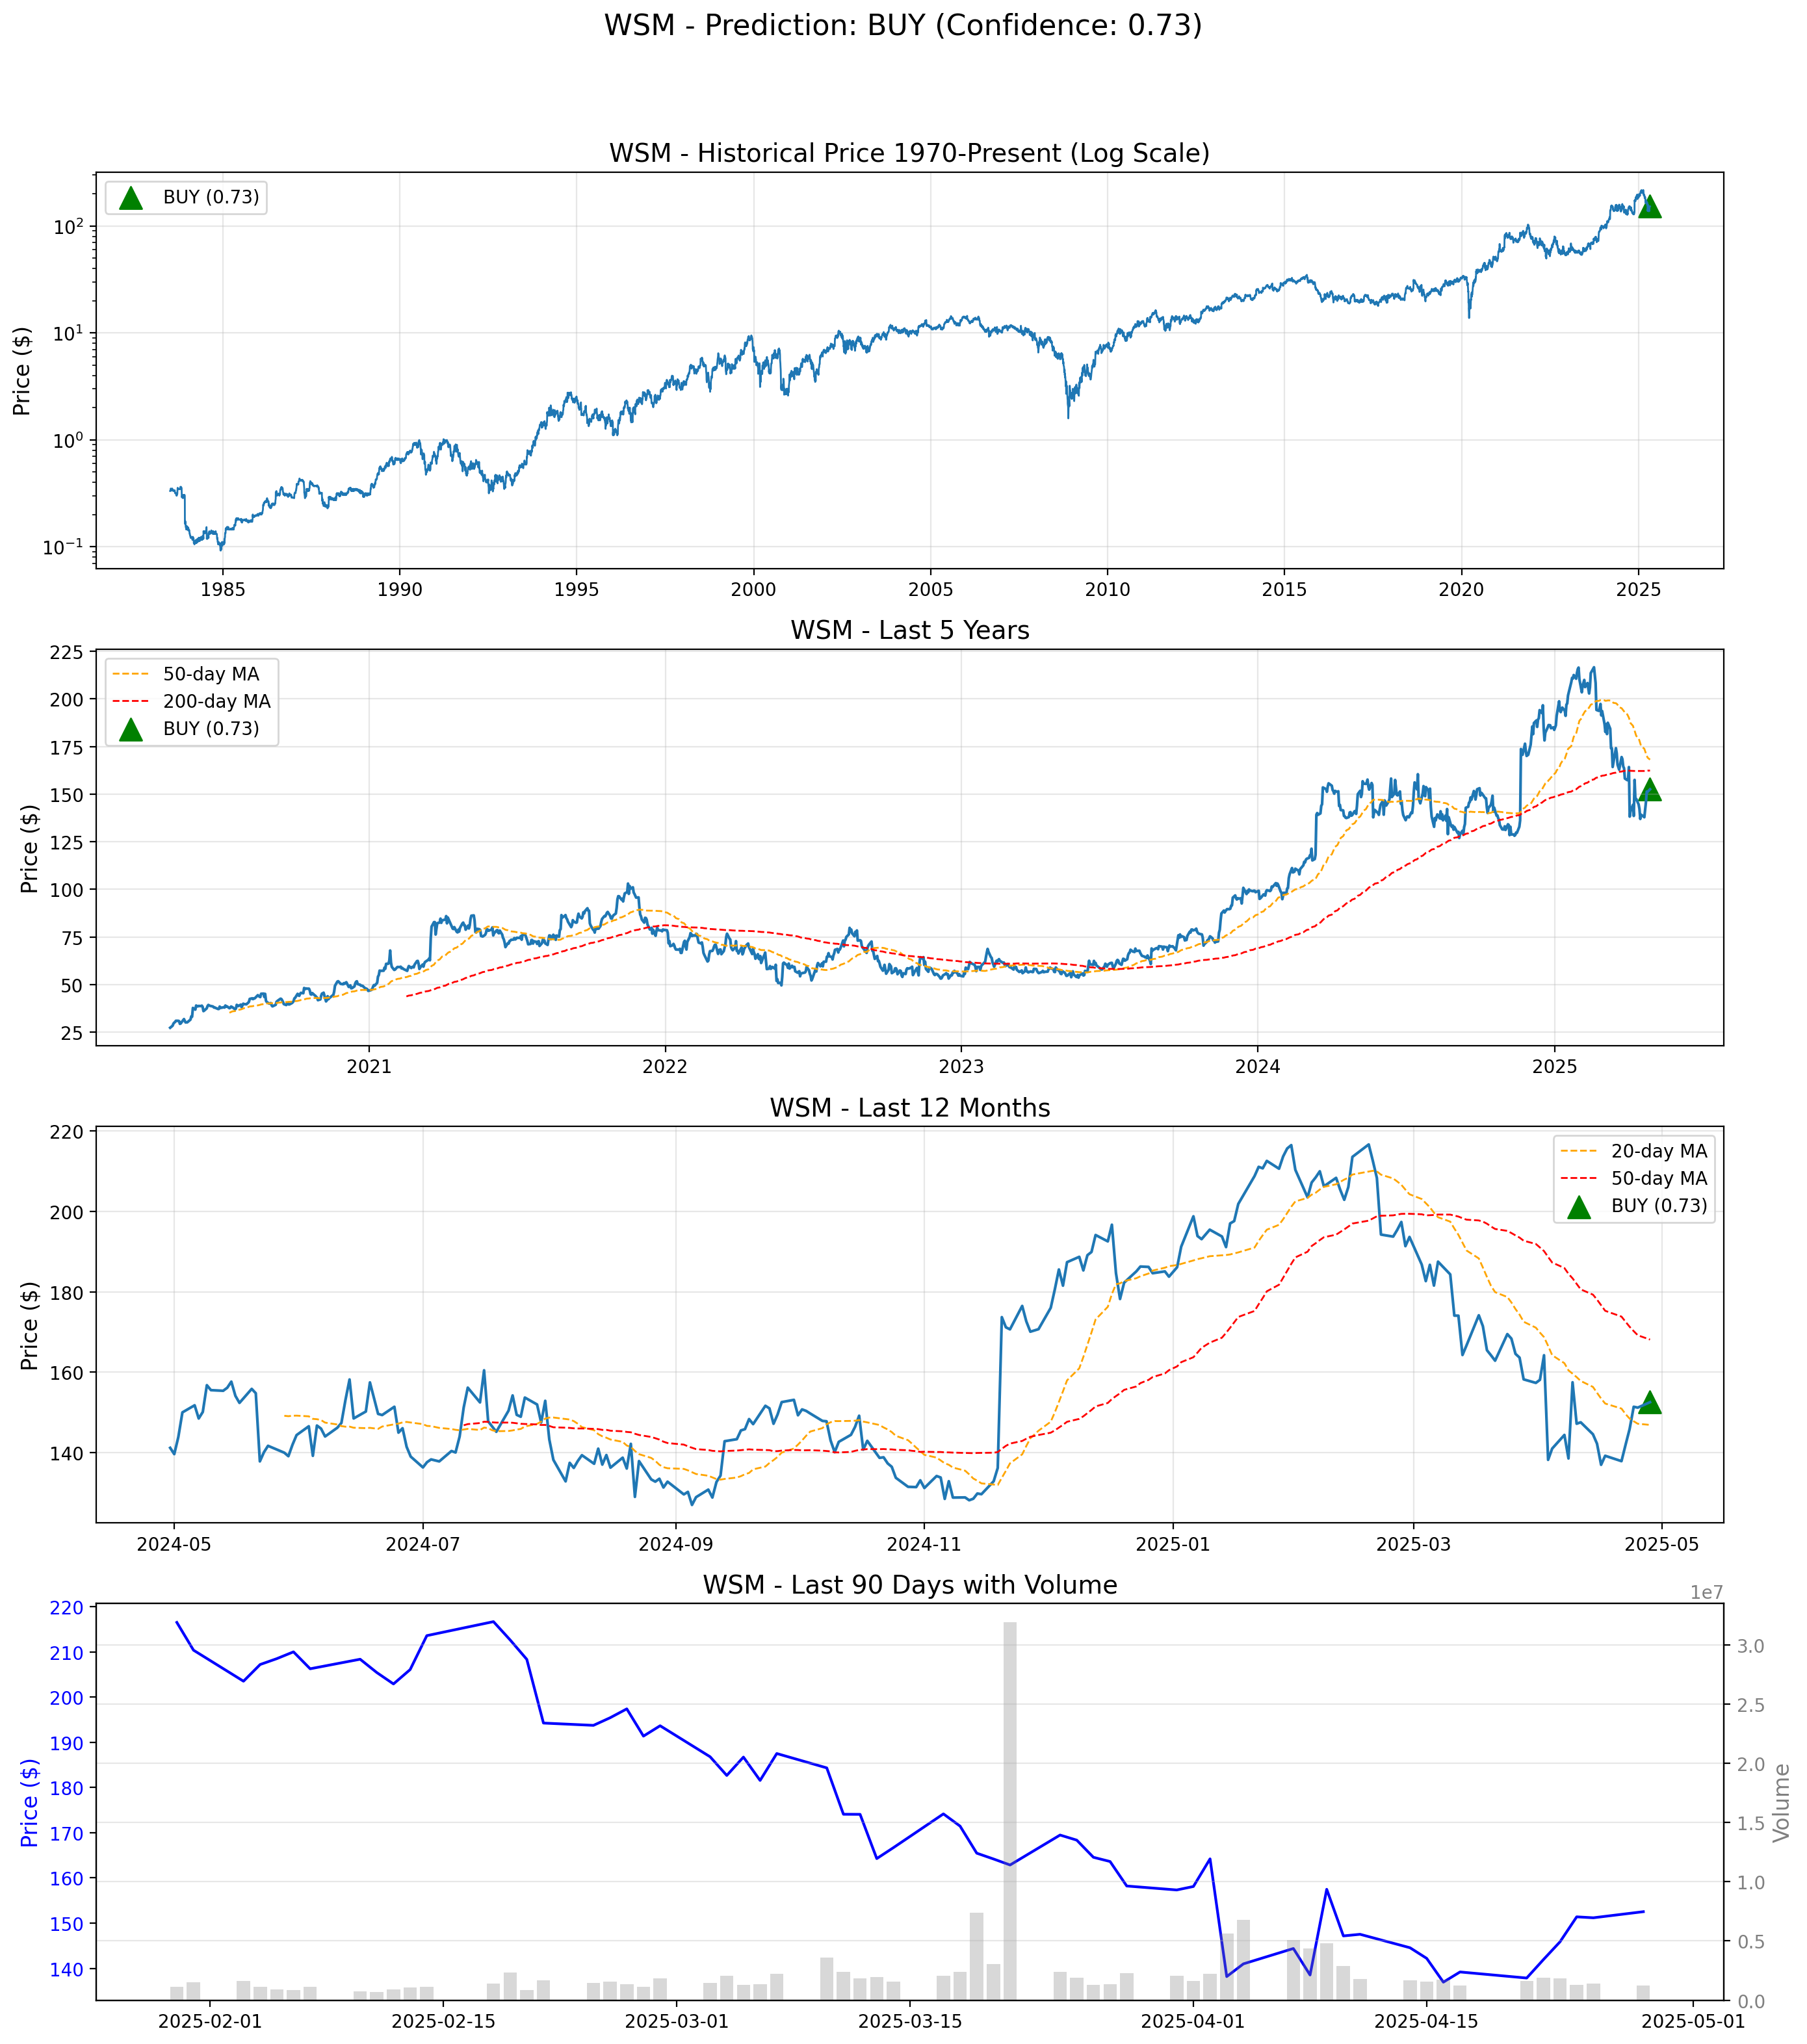 WSM - Prediction: BUY (Confidence: 0.73)
WSM - Historical Price 1970-Present (Log Scale)
BUY (0.73)
Price ($)
10²
10¹
10⁰
10⁻¹
1985 1990 1995 2000 2005 2010 2015 2020 2025
WSM - Last 5 Years
50-day MA
200-day MA
BUY (0.73)
Price ($)
225
200
175
150
125
100
75
50
25
2021 2022 2023 2024 2025
WSM - Last 12 Months
20-day MA
50-day MA
BUY (0.73)
Price ($)
220
200
180
160
140
2024-05 2024-07 2024-09 2024-11 2025-01 2025-03 2025-05
WSM - Last 90 Days with Volume
1e7
Price ($)
220
210
200
190
180
170
160
150
140
3.0
2.5
2.0
1.5
1.0
0.5
0.0
Volume
2025-02-01 2025-02-15 2025-03-01 2025-03-15 2025-04-01 2025-04-15 2025-05-01